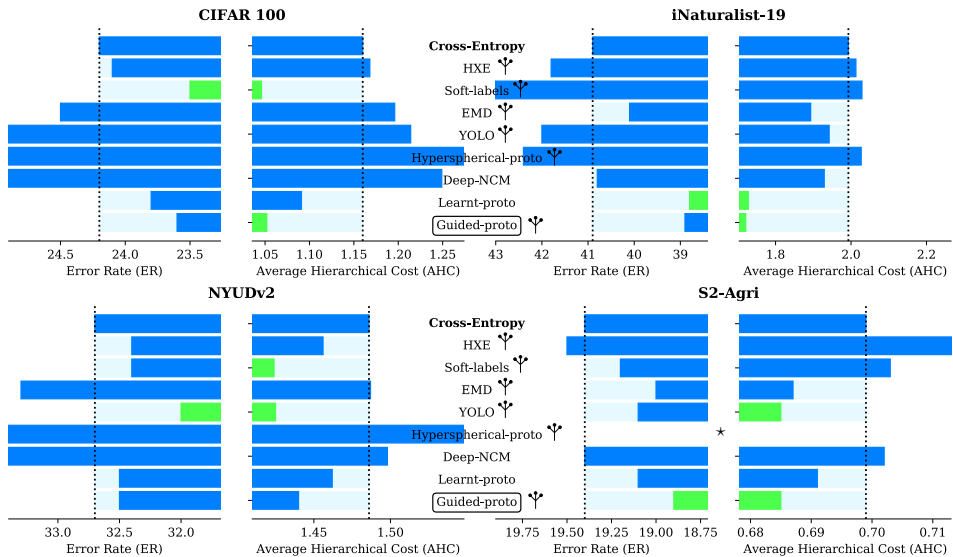 CIFAR 100
iNaturalist-19
Cross-Entropy
HXE
Soft-labels
EMD
YOLO
Hyperspherical-proto
Deep-NCM
Learnt-proto
Guided-proto
24.5 24.0 23.5
1.05 1.10 1.15 1.20 1.25
43 42 41 40 39
1.8 2.0 2.2
Error Rate (ER)
Average Hierarchical Cost (AHC)
Error Rate (ER)
Average Hierarchical Cost (AHC)
NYUDv2
S2-Agri
Cross-Entropy
HXE
Soft-labels
EMD
YOLO
Hyperspherical-proto
Deep-NCM
Learnt-proto
Guided-proto
33.0 32.5 32.0
1.45 1.50
19.75 19.50 19.25 19.00 18.75
0.68 0.69 0.70 0.71
Error Rate (ER)
Average Hierarchical Cost (AHC)
Error Rate (ER)
Average Hierarchical Cost (AHC)